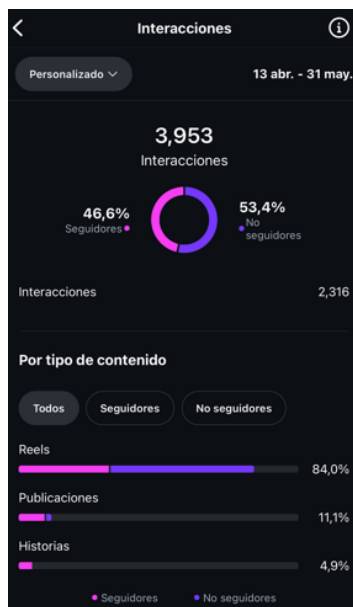 Interacciones
Personalizado
13 abr. - 31 may.
3,953
Interacciones
46,6%
Seguidores
53,4%
No
seguidores
Interacciones 2,316
Por tipo de contenido
Todos Seguidores No seguidores
Reels
84,0%
Publicaciones
11,1%
Historias
4,9%
Seguidores No seguidores